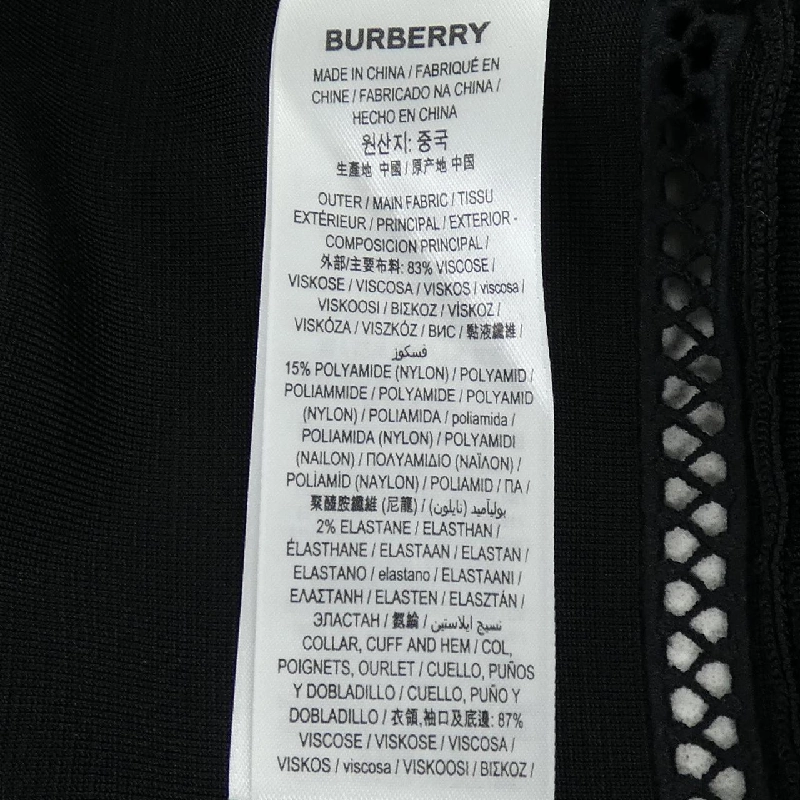 BURBERRY
MADE IN CHINA / FABRIQUÉ EN
CHINE / FABRICADO NA CHINA /
HECHO EN CHINA
원산지: 중국
生產地 中國 / 原产地 中国
OUTER / MAIN FABRIC / TISSU
EXTÉRIEUR / PRINCIPAL / EXTERIOR -
COMPOSICION PRINCIPAL /
外部/主要布料: 83% VISCOSE /
VISKOSE / VISCOSA / VISKOS / viscosa /
VISKOOSI / ΒΙΣΚΟΖ / VİSKOZ /
VISKÓZA / VISZKÓZ / ВИС / 黏液纖維 /
فسكوز
15% POLYAMIDE (NYLON) / POLYAMID /
POLIAMMIDE / POLYAMIDE / POLYAMID
(NYLON) / POLIAMIDA / poliamida /
POLIAMIDA (NYLON) / POLYAMIDI
(NAILON) / ΠΟΛΥΑΜΙΔΙΟ (ΝΑΪΛΟΝ) /
POLİAMİD (NAYLON) / POLIAMID / ПА /
聚醯胺纖維 (尼龍) / بوليأميد (نايلون)
2% ELASTANE / ELASTHAN /
ÉLASTHANE / ELASTAAN / ELASTAN /
ELASTANO / elastano / ELASTAANI /
ΕΛΑΣΤΑΝΗ / ELASTEN / ELASZTÁN /
ЭЛАСТАН / 氨綸 / نسيج ايلاستين
COLLAR, CUFF AND HEM / COL,
POIGNETS, OURLET / CUELLO, PUÑOS
Y DOBLADILLO / CUELLO, PUÑO Y
DOBLADILLO / 衣領,袖口及底邊: 87%
VISCOSE / VISKOSE / VISCOSA /
VISKOS / viscosa / VISKOOSI / ΒΙΣΚΟΖ /